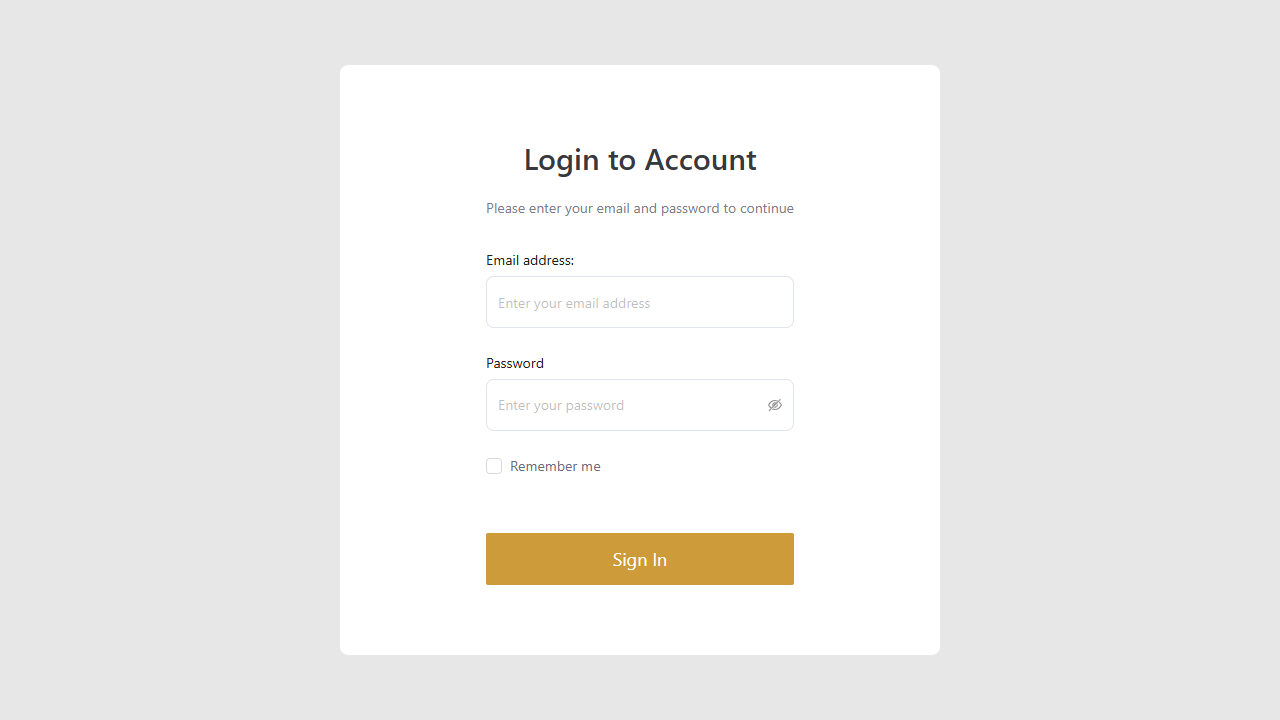 Login to Account
Please enter your email and password to continue
Email address:
Enter your email address
Password
Enter your password
Remember me
Sign In